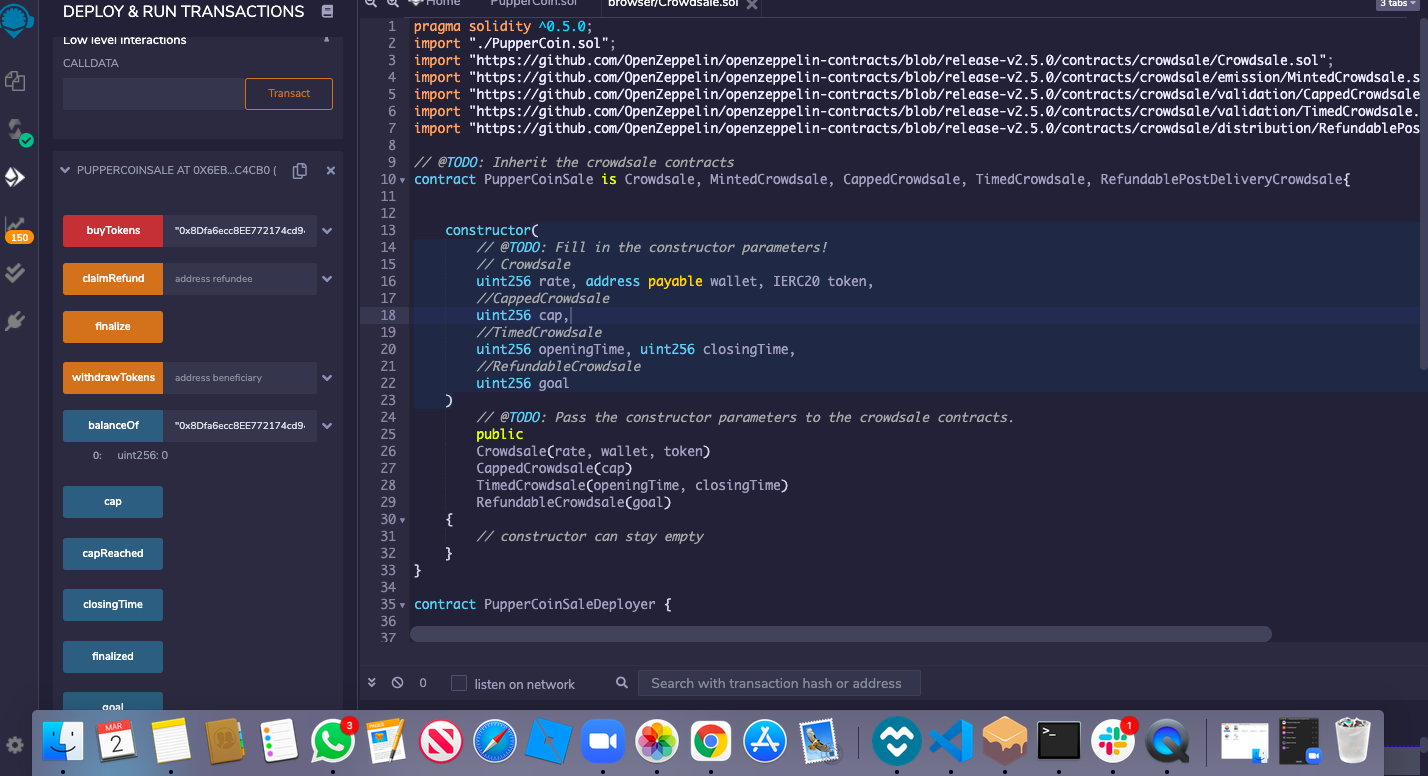 DEPLOY & RUN TRANSACTIONS
Low level interactions
CALLDATA
Transact
PUPPERCOINSALE AT 0X6EB...C4CB0 (
buyTokens "0x8Dfa6ecc8EE772174cd9
claimRefund address refundee
finalize
withdrawTokens address beneficiary
balanceOf "0x8Dfa6ecc8EE772174cd9
0: uint256: 0
cap
capReached
closingTime
finalized
goal
150
Home PupperCoin.sol browser/Crowdsale.sol 3 tabs
1 pragma solidity ^0.5.0;
2 import "./PupperCoin.sol";
3 import "https://github.com/OpenZeppelin/openzeppelin-contracts/blob/release-v2.5.0/contracts/crowdsale/Crowdsale.sol";
4 import "https://github.com/OpenZeppelin/openzeppelin-contracts/blob/release-v2.5.0/contracts/crowdsale/emission/MintedCrowdsale.s
5 import "https://github.com/OpenZeppelin/openzeppelin-contracts/blob/release-v2.5.0/contracts/crowdsale/validation/CappedCrowdsale
6 import "https://github.com/OpenZeppelin/openzeppelin-contracts/blob/release-v2.5.0/contracts/crowdsale/validation/TimedCrowdsale.
7 import "https://github.com/OpenZeppelin/openzeppelin-contracts/blob/release-v2.5.0/contracts/crowdsale/distribution/RefundablePos
8
9 // @TODO: Inherit the crowdsale contracts
10 contract PupperCoinSale is Crowdsale, MintedCrowdsale, CappedCrowdsale, TimedCrowdsale, RefundablePostDeliveryCrowdsale{
11
12
13 constructor(
14 // @TODO: Fill in the constructor parameters!
15 // Crowdsale
16 uint256 rate, address payable wallet, IERC20 token,
17 //CappedCrowdsale
18 uint256 cap,
19 //TimedCrowdsale
20 uint256 openingTime, uint256 closingTime,
21 //RefundableCrowdsale
22 uint256 goal
23 )
24 // @TODO: Pass the constructor parameters to the crowdsale contracts.
25 public
26 Crowdsale(rate, wallet, token)
27 CappedCrowdsale(cap)
28 TimedCrowdsale(openingTime, closingTime)
29 RefundableCrowdsale(goal)
30 {
31 // constructor can stay empty
32 }
33 }
34
35 contract PupperCoinSaleDeployer {
36
37
0 listen on network Search with transaction hash or address
MAR
2
3
PAGES
>_
1